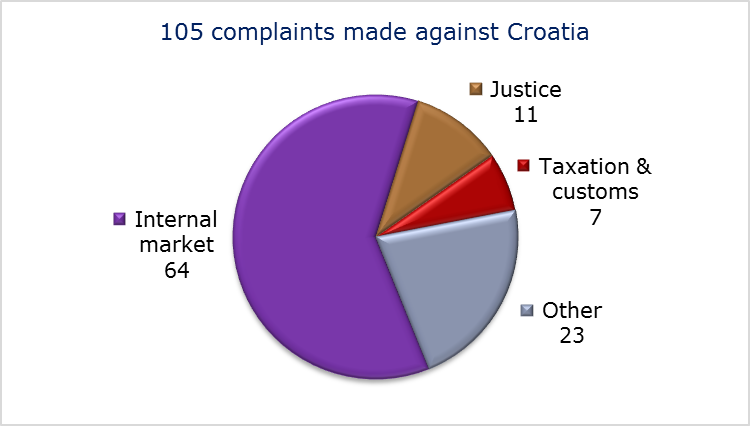 105 complaints made against Croatia
Justice
11
Taxation &
customs
7
Internal
market
64
Other
23